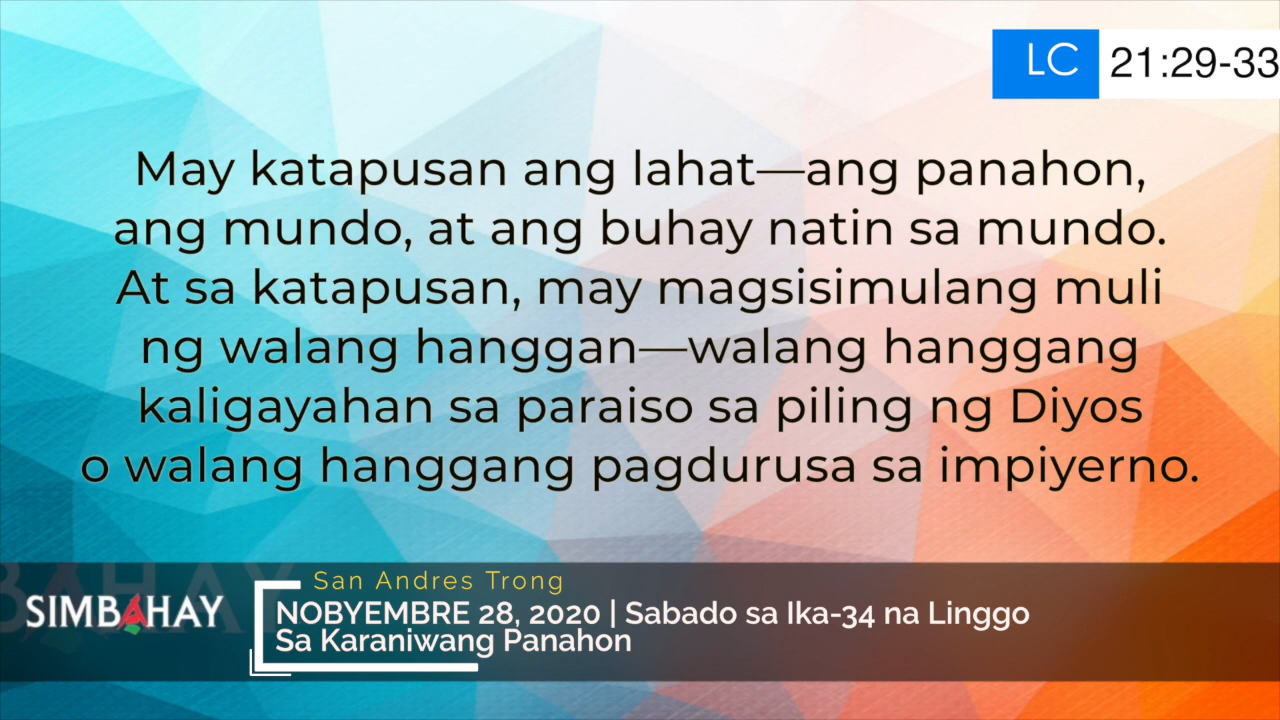 LC 21:29-33
May katapusan ang lahat—ang panahon,
ang mundo, at ang buhay natin sa mundo.
At sa katapusan, may magsisimulang muli
ng walang hanggan—walang hanggang
kaligayahan sa paraiso sa piling ng Diyos
o walang hanggang pagdurusa sa impiyerno.
San Andres Trong
SIMBAHAY
NOBYEMBRE 28, 2020 | Sabado sa Ika-34 na Linggo
Sa Karaniwang Panahon